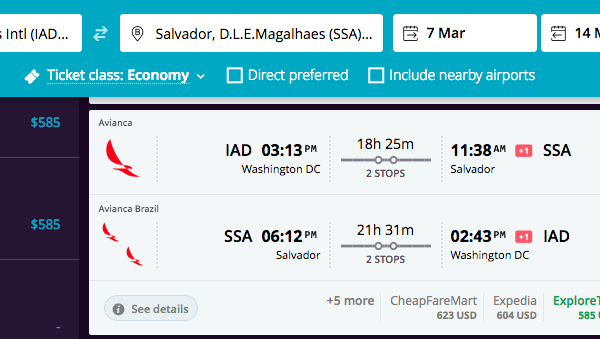 s Intl (IAD...
B
Salvador, D.L.E.Magalhaes (SSA)...
7 Mar
14 M
Ticket class: Economy
Direct preferred
Include nearby airports
$585
$585
-
Avianca
IAD 03:13 PM
Washington DC
18h 25m
2 STOPS
11:38 AM +1 SSA
Salvador
Avianca Brazil
SSA 06:12 PM
Salvador
21h 31m
2 STOPS
02:43 PM +1 IAD
Washington DC
See details
+5 more
CheapFareMart
623 USD
Expedia
604 USD
ExploreT
585 U